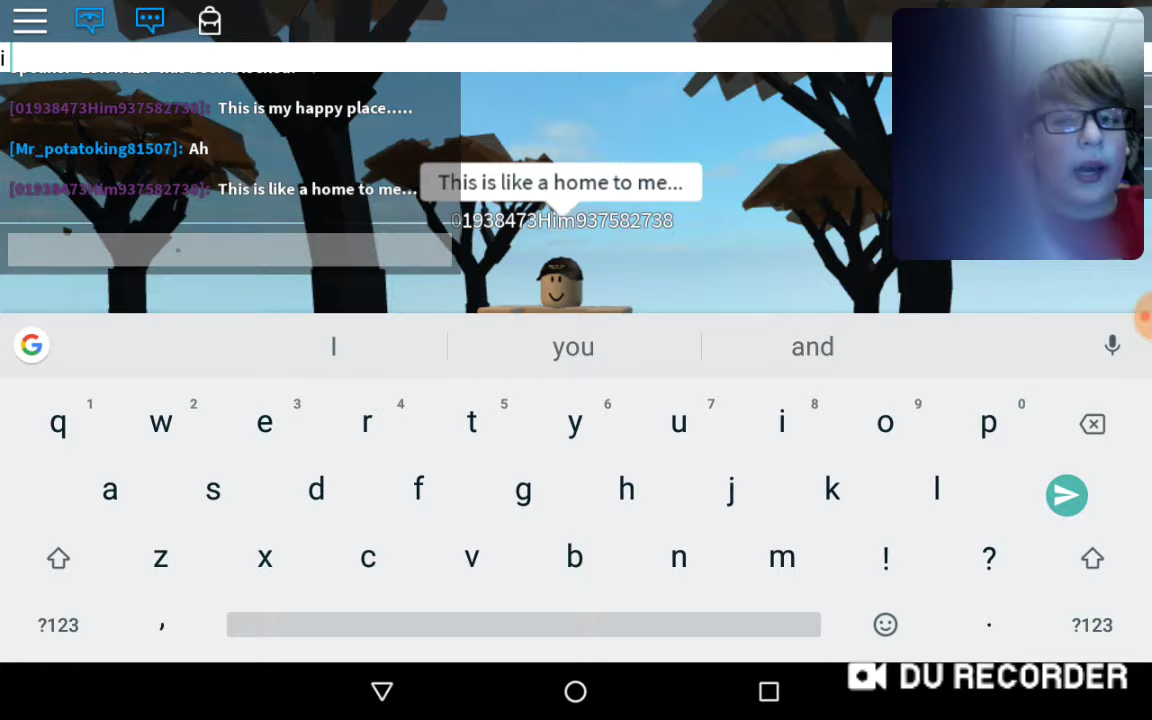 i
[01938473Him937582738]: This is my happy place.....
[Mr_potatoking81507]: Ah
[01938473Him937582738]: This is like a home to me...
This is like a home to me...
01938473Him937582738
G
I you and
1 2 3 4 5 6 7 8 9 0
q w e r t y u i o p
a s d f g h j k l
z x c v b n m ! ?
?123 , . ?123
DU RECORDER